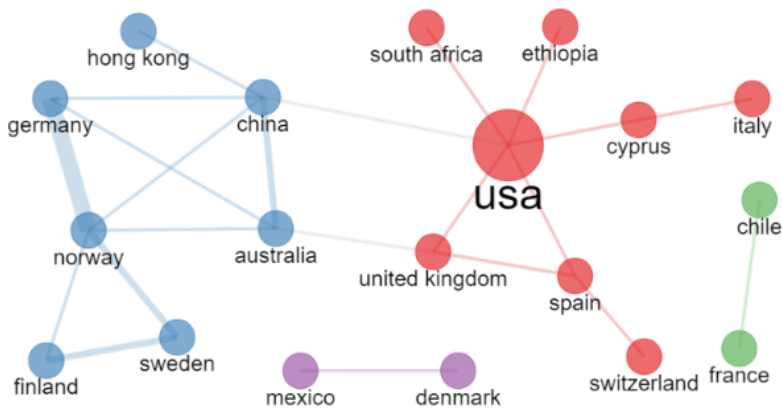 south africa
ethiopia
hong kong
germany
china
italy
cyprus
usa
chile
norway
australia
united kingdom
spain
sweden
finland
switzerland
france
mexico
denmark